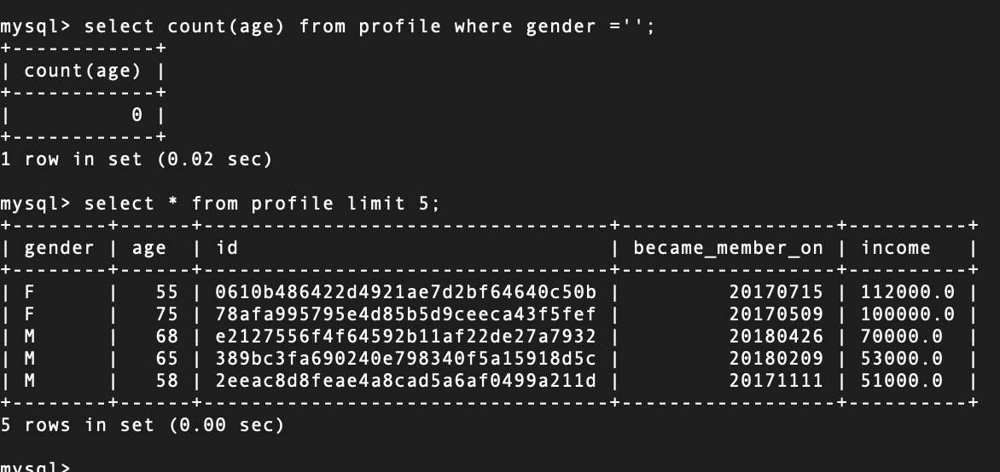 mysql> select count(age) from profile where gender ='';
+------------+
| count(age) |
+------------+
|          0 |
+------------+
1 row in set (0.02 sec)

mysql> select * from profile limit 5;
+--------+------+----------------------------------+------------------+----------+
| gender | age  | id                               | became_member_on | income   |
+--------+------+----------------------------------+------------------+----------+
| F      |   55 | 0610b486422d4921ae7d2bf64640c50b |         20170715 | 112000.0 |
| F      |   75 | 78afa995795e4d85b5d9ceeca43f5fef |         20170509 | 100000.0 |
| M      |   68 | e2127556f4f64592b11af22de27a7932 |         20180426 | 70000.0  |
| M      |   65 | 389bc3fa690240e798340f5a15918d5c |         20180209 | 53000.0  |
| M      |   58 | 2eeac8d8feae4a8cad5a6af0499a211d |         20171111 | 51000.0  |
+--------+------+----------------------------------+------------------+----------+
5 rows in set (0.00 sec)

mysql>